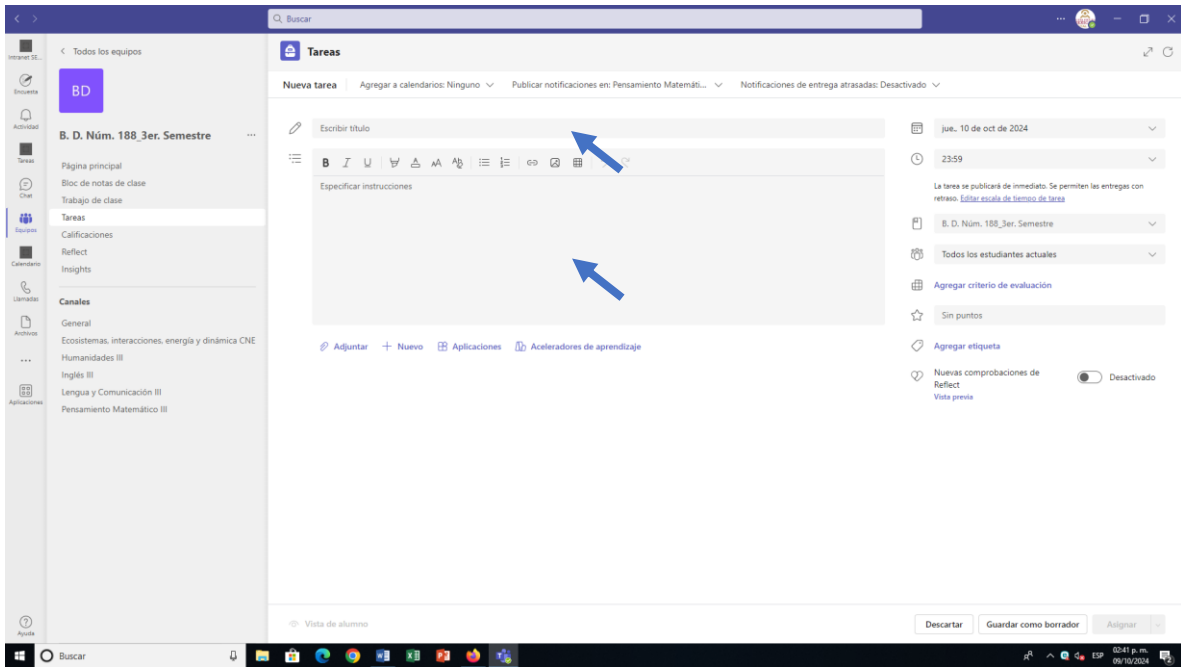 Buscar
Intranet SE...
Encuesta
Actividad
Tareas
Chat
Equipos
Calendario
Llamadas
Archivos
Aplicaciones
Ayuda
Todos los equipos
BD
B. D. Núm. 188_3er. Semestre
Página principal
Bloc de notas de clase
Trabajo de clase
Tareas
Calificaciones
Reflect
Insights
Canales
General
Ecosistemas, interacciones, energía y dinámica CNE
Humanidades III
Inglés III
Lengua y Comunicación III
Pensamiento Matemático III
Tareas
Nueva tarea Agregar a calendarios: Ninguno Publicar notificaciones en: Pensamiento Matemáti... Notificaciones de entrega atrasadas: Desactivado
Escribir título
B I U AA Ab
Especificar instrucciones
Adjuntar Nuevo Aplicaciones Aceleradores de aprendizaje
jue., 10 de oct de 2024
23:59
La tarea se publicará de inmediato. Se permiten las entregas con
retraso. Editar escala de tiempo de tarea
B. D. Núm. 188_3er. Semestre
Todos los estudiantes actuales
Agregar criterio de evaluación
Sin puntos
Agregar etiqueta
Nuevas comprobaciones de
Reflect
Desactivado
Vista previa
Vista de alumno
Descartar Guardar como borrador Asignar
Buscar
ESP
02:41 p. m.
09/10/2024